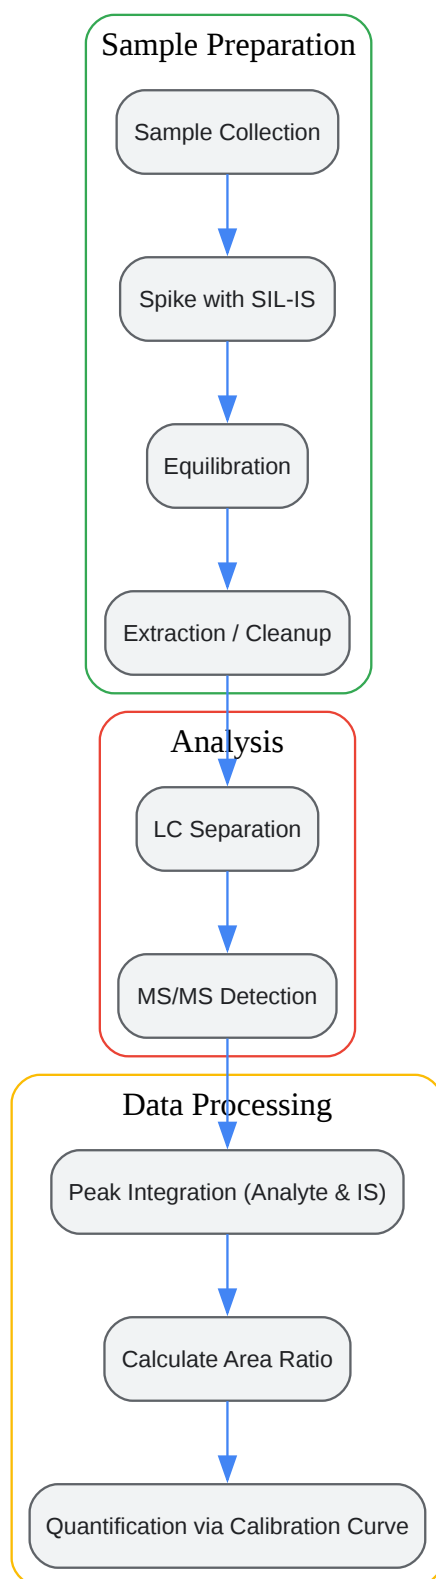 Sample Preparation
Sample Collection
Spike with SIL-IS
Equilibration
Extraction / Cleanup
Analysis
LC Separation
MS/MS Detection
Data Processing
Peak Integration (Analyte & IS)
Calculate Area Ratio
Quantification via Calibration Curve